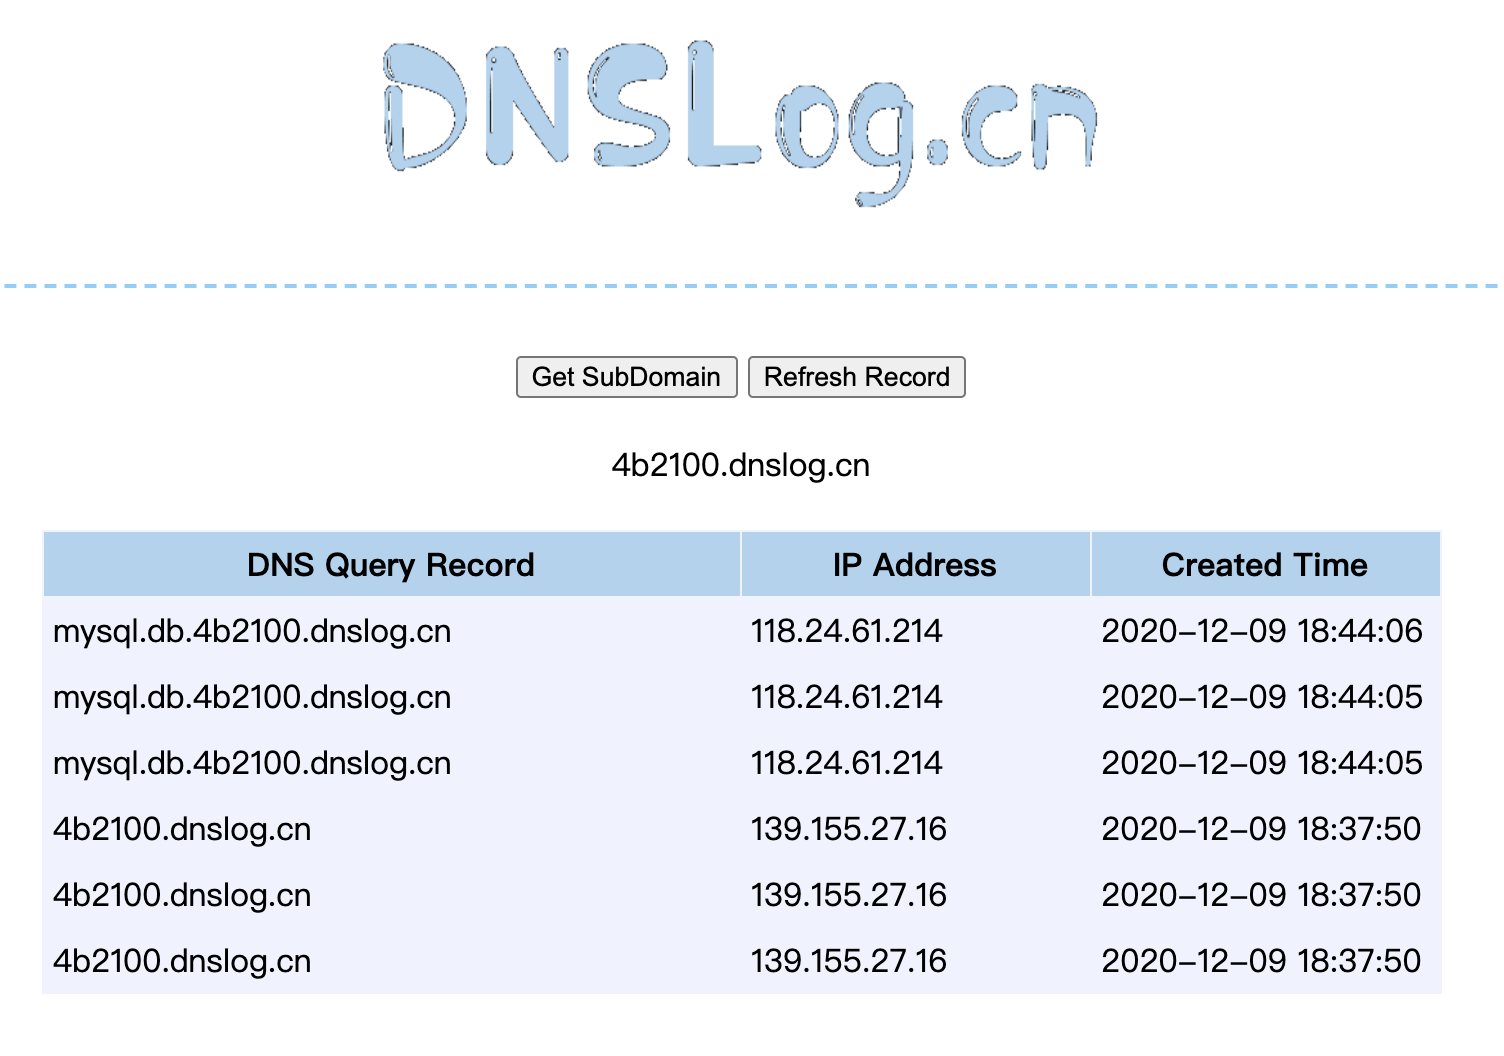 DNSLog.cn
Get SubDomain Refresh Record
4b2100.dnslog.cn
DNS Query Record IP Address Created Time
mysql.db.4b2100.dnslog.cn 118.24.61.214 2020-12-09 18:44:06
mysql.db.4b2100.dnslog.cn 118.24.61.214 2020-12-09 18:44:05
mysql.db.4b2100.dnslog.cn 118.24.61.214 2020-12-09 18:44:05
4b2100.dnslog.cn 139.155.27.16 2020-12-09 18:37:50
4b2100.dnslog.cn 139.155.27.16 2020-12-09 18:37:50
4b2100.dnslog.cn 139.155.27.16 2020-12-09 18:37:50